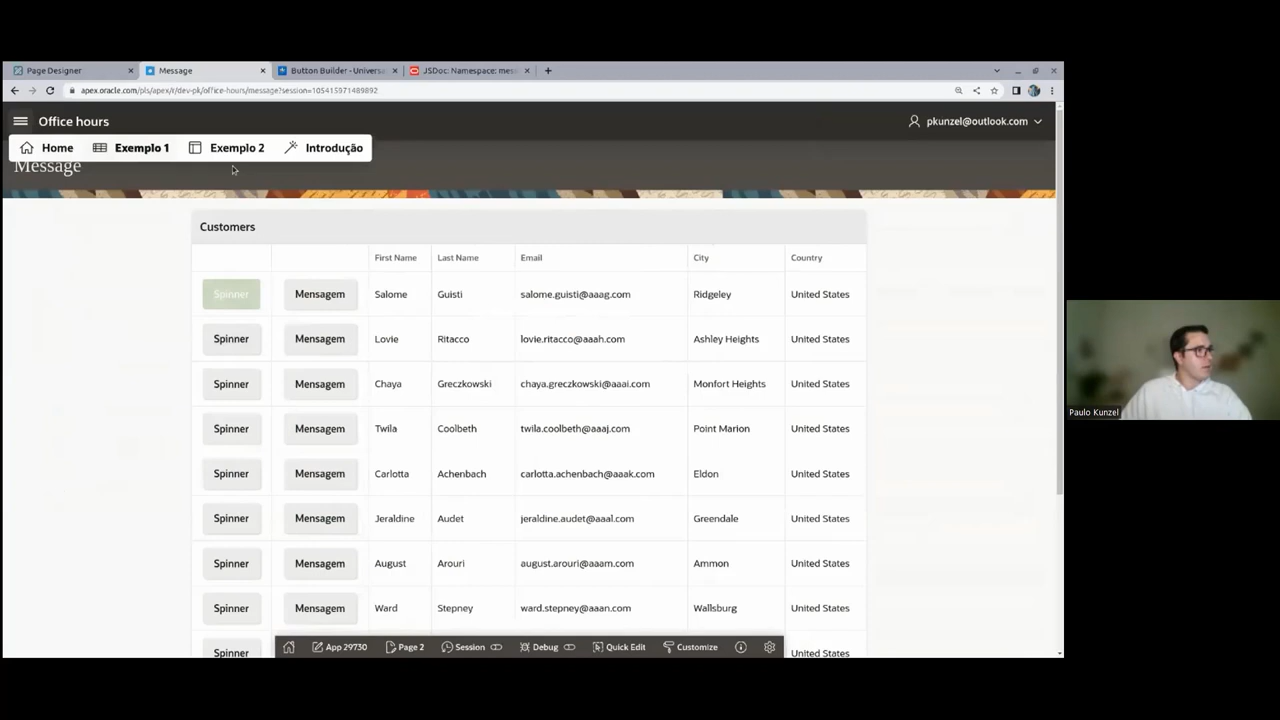 Page Designer Message Button Builder - Univers JSDoc: Namespace: mes
apex.oracle.com/pls/apex/r/dev-pk/office-hours/message?session=105415971489892
Office hours pkunzel@outlook.com
Home Exemplo 1 Exemplo 2 Introdução
Message
Customers
First Name Last Name Email City Country
Spinner Mensagem Salome Guisti salome.guisti@aaag.com Ridgeley United States
Spinner Mensagem Lovie Ritacco lovie.ritacco@aaah.com Ashley Heights United States
Spinner Mensagem Chaya Greczkowski chaya.greczkowski@aaai.com Monfort Heights United States
Spinner Mensagem Twila Coolbeth twila.coolbeth@aaaj.com Point Marion United States
Spinner Mensagem Carlotta Achenbach carlotta.achenbach@aaak.com Eldon United States
Spinner Mensagem Jeraldine Audet jeraldine.audet@aaal.com Greendale United States
Spinner Mensagem August Arouri august.arouri@aaam.com Ammon United States
Spinner Mensagem Ward Stepney ward.stepney@aaan.com Wallsburg United States
Spinner United States
App 29730 Page 2 Session Debug Quick Edit Customize
Paulo Kunzel